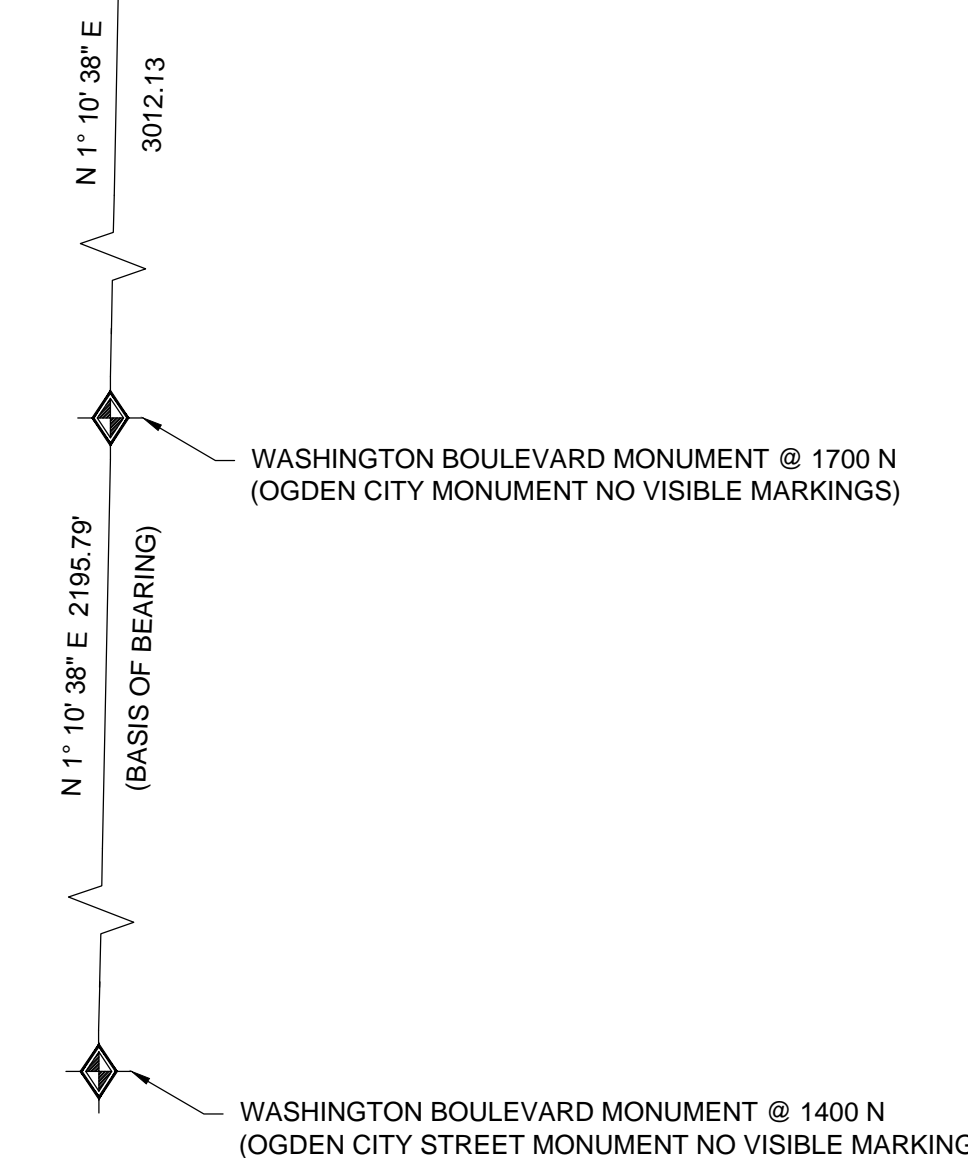 N 1° 10' 38" E
3012.13
WASHINGTON BOULEVARD MONUMENT @ 1700 N
(OGDEN CITY MONUMENT NO VISIBLE MARKINGS)
N 1° 10' 38" E 2195.79'
(BASIS OF BEARING)
WASHINGTON BOULEVARD MONUMENT @ 1400 N
(OGDEN CITY STREET MONUMENT NO VISIBLE MARKING